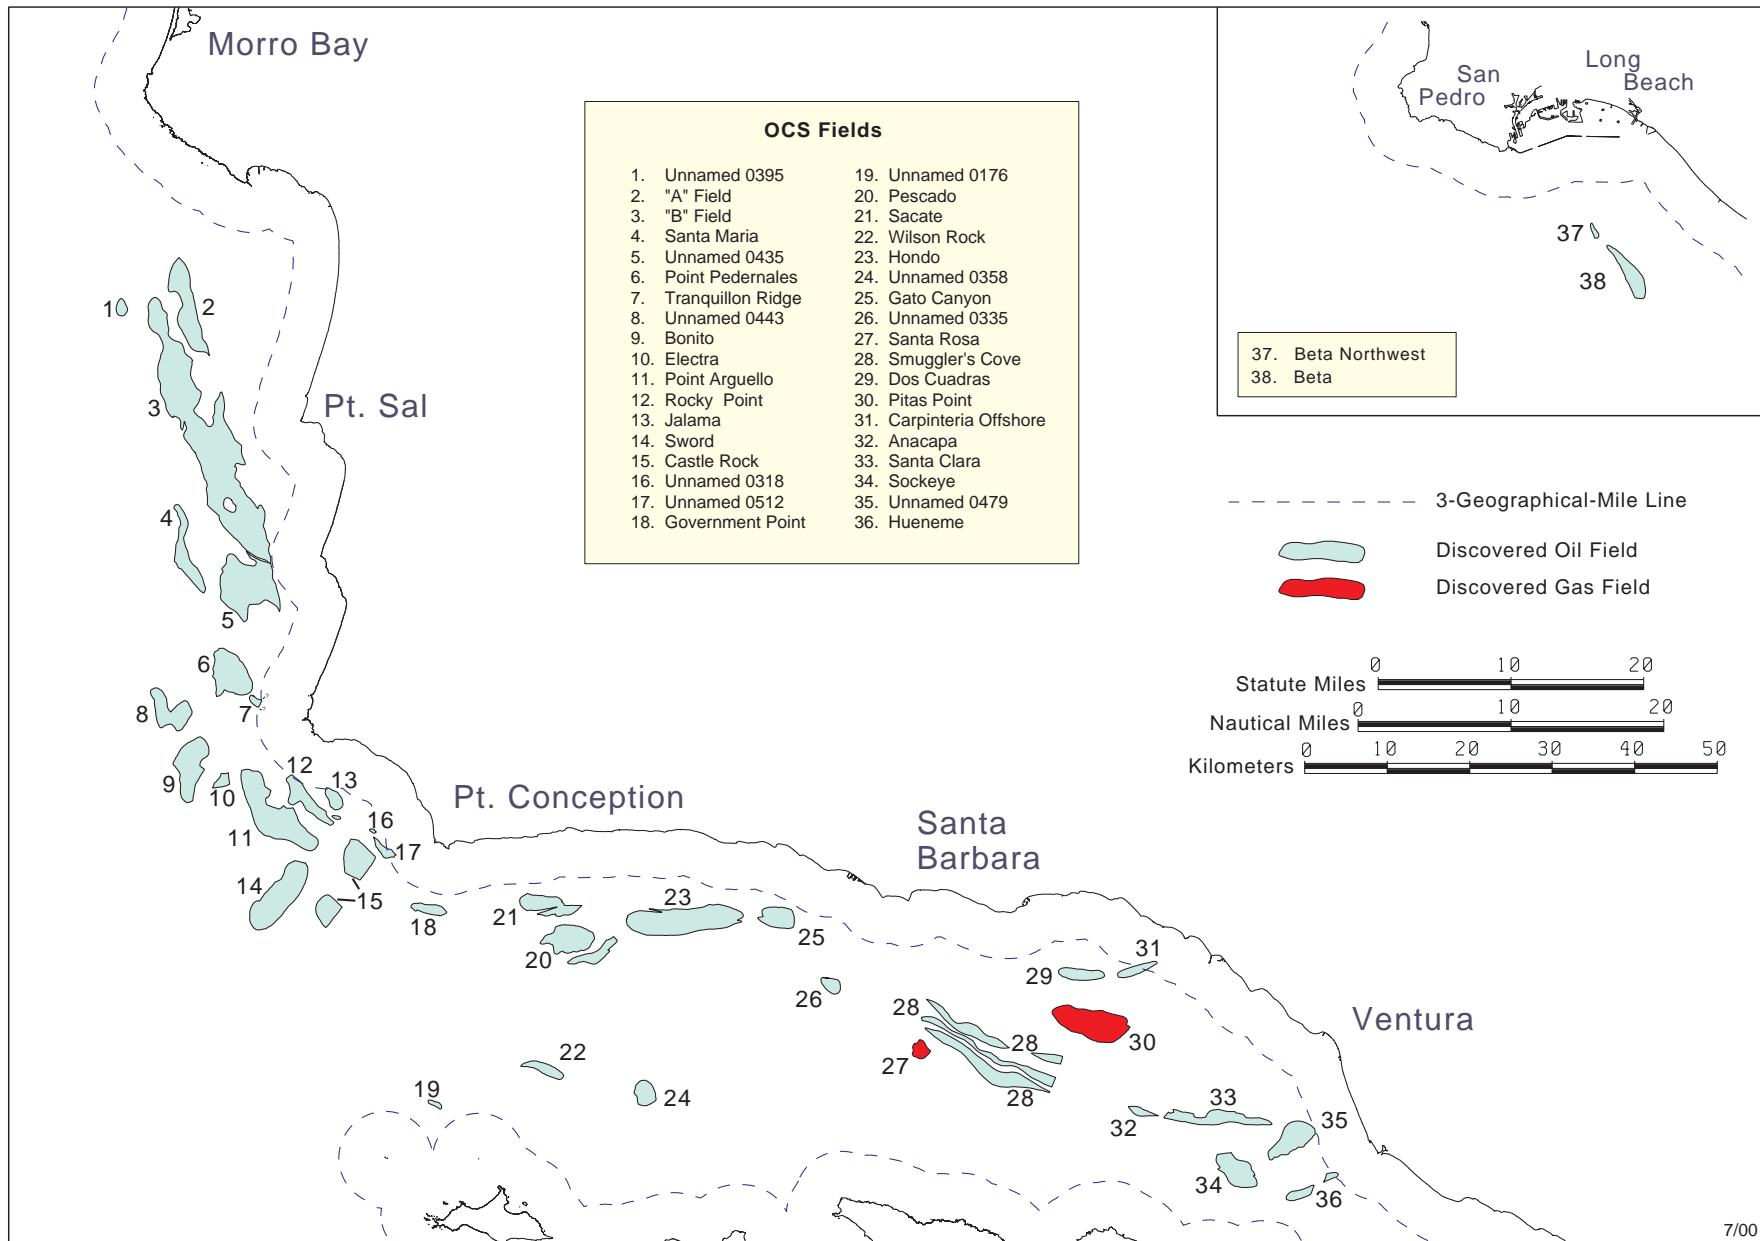 Morro Bay
Pt. Sal
Pt. Conception
Santa
Barbara
Ventura
San
Pedro
Long
Beach
OCS Fields
1. Unnamed 0395
2. "A" Field
3. "B" Field
4. Santa Maria
5. Unnamed 0435
6. Point Pedernales
7. Tranquillon Ridge
8. Unnamed 0443
9. Bonito
10. Electra
11. Point Arguello
12. Rocky Point
13. Jalama
14. Sword
15. Castle Rock
16. Unnamed 0318
17. Unnamed 0512
18. Government Point
19. Unnamed 0176
20. Pescado
21. Sacate
22. Wilson Rock
23. Hondo
24. Unnamed 0358
25. Gato Canyon
26. Unnamed 0335
27. Santa Rosa
28. Smuggler's Cove
29. Dos Cuadras
30. Pitas Point
31. Carpinteria Offshore
32. Anacapa
33. Santa Clara
34. Sockeye
35. Unnamed 0479
36. Hueneme
37
38
37. Beta Northwest
38. Beta
3-Geographical-Mile Line
Discovered Oil Field
Discovered Gas Field
0 10 20
Statute Miles
0 10 20
Nautical Miles
0 10 20 30 40 50
Kilometers
1
2
3
4
5
6
7
8
9
10
11
12
13
14
15
16
17
18
19
20
21
22
23
24
25
26
27
28
28
28
29
30
31
32
33
34
35
36
7/00